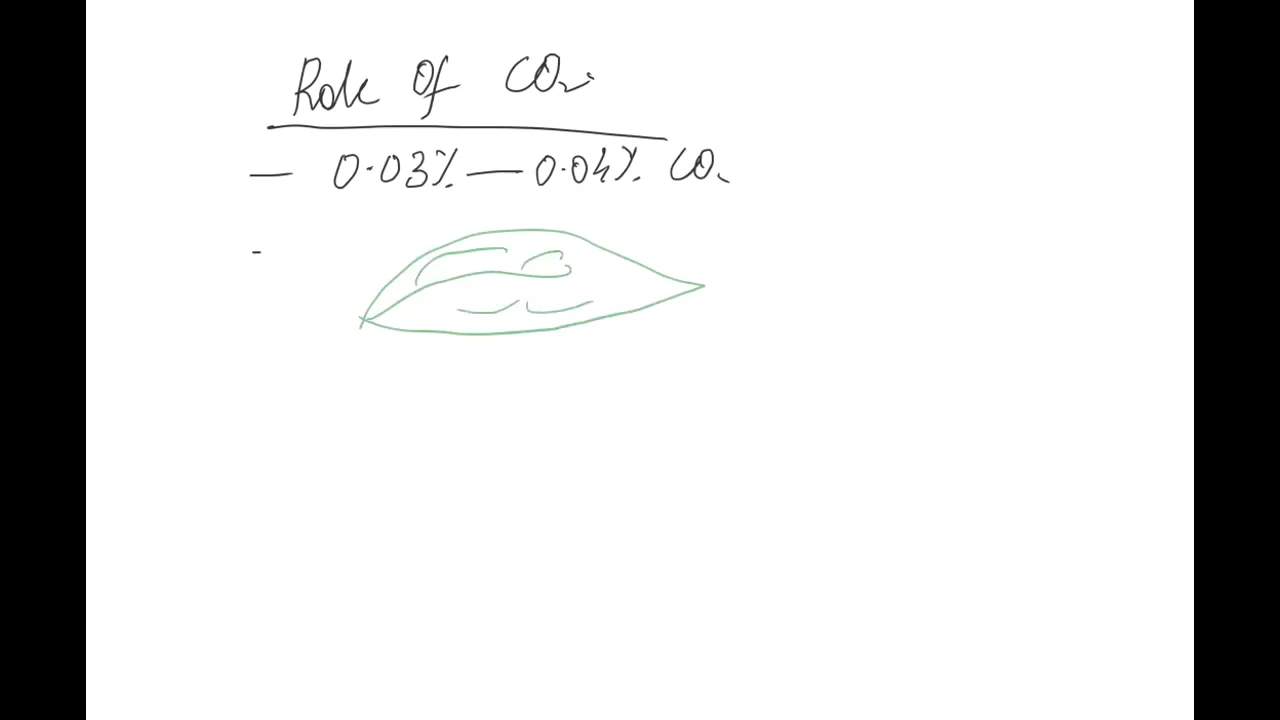 Role Of CO₂
— 0.03% — 0.04% CO₂
-